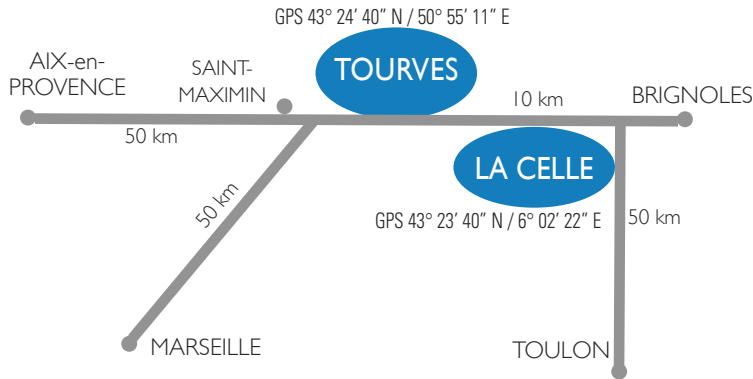 GPS 43° 24’ 40” N / 50° 55’ 11” E
AIX-en-
PROVENCE
SAINT-
MAXIMIN
TOURVES
10 km
BRIGNOLES
50 km
LA CELLE
50 km
GPS 43° 23’ 40” N / 6° 02’ 22” E
50 km
MARSEILLE
TOULON